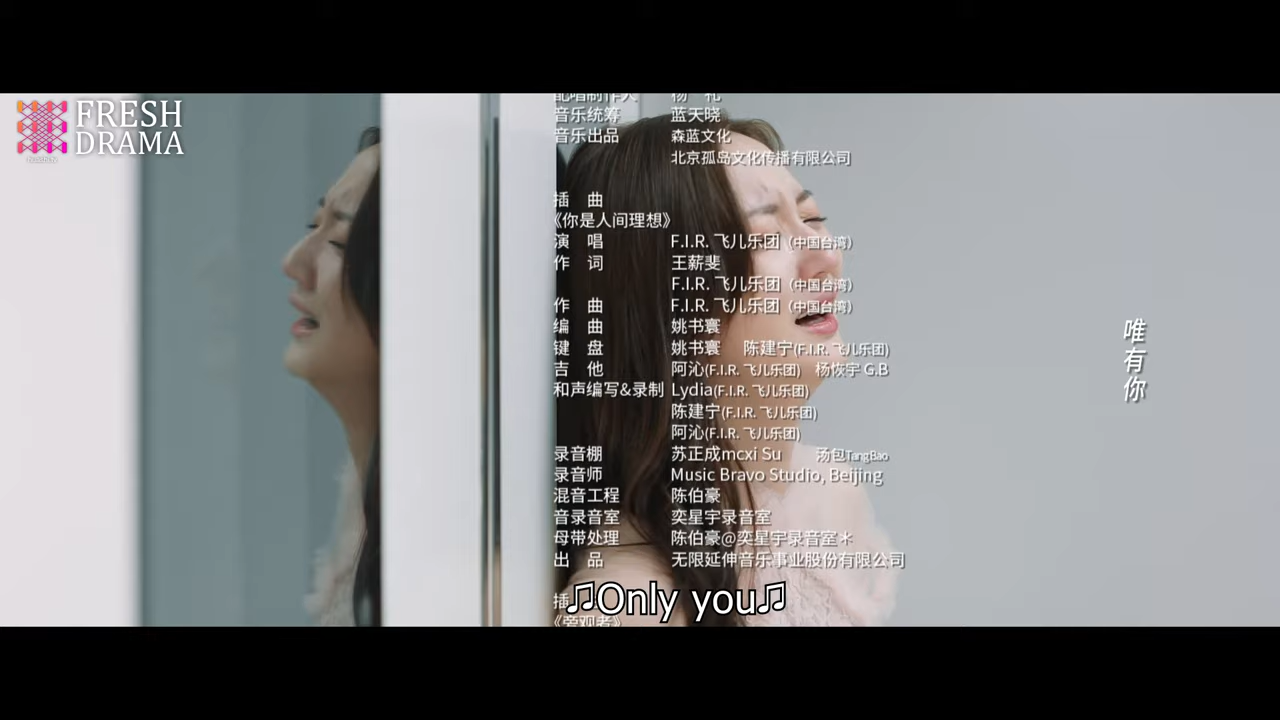 FRESH
DRAMA
音乐统筹 蓝天晓
音乐出品 森蓝文化
北京孤岛文化传播有限公司
插 曲
《你是人间理想》
演 唱 F.I.R. 飞儿乐团（中国台湾）
作 词 王薪斐
F.I.R. 飞儿乐团（中国台湾）
作 曲 F.I.R. 飞儿乐团（中国台湾）
编 曲 姚书寰
键 盘 姚书寰 陈建宁(F.I.R. 飞儿乐团)
吉 他 阿沁(F.I.R. 飞儿乐团) 杨恢宇 G.B
和声编写&录制 Lydia(F.I.R. 飞儿乐团)
陈建宁(F.I.R. 飞儿乐团)
阿沁(F.I.R. 飞儿乐团)
录音棚 苏正成mcxi Su 汤包TangBao
录音师 Music Bravo Studio, Beijing
混音工程 陈伯豪
音录音室 奕星宇录音室
母带处理 陈伯豪@奕星宇录音室＊
出 品 无限延伸音乐事业股份有限公司
插
《旁观者》
唯有你
♫Only you♫